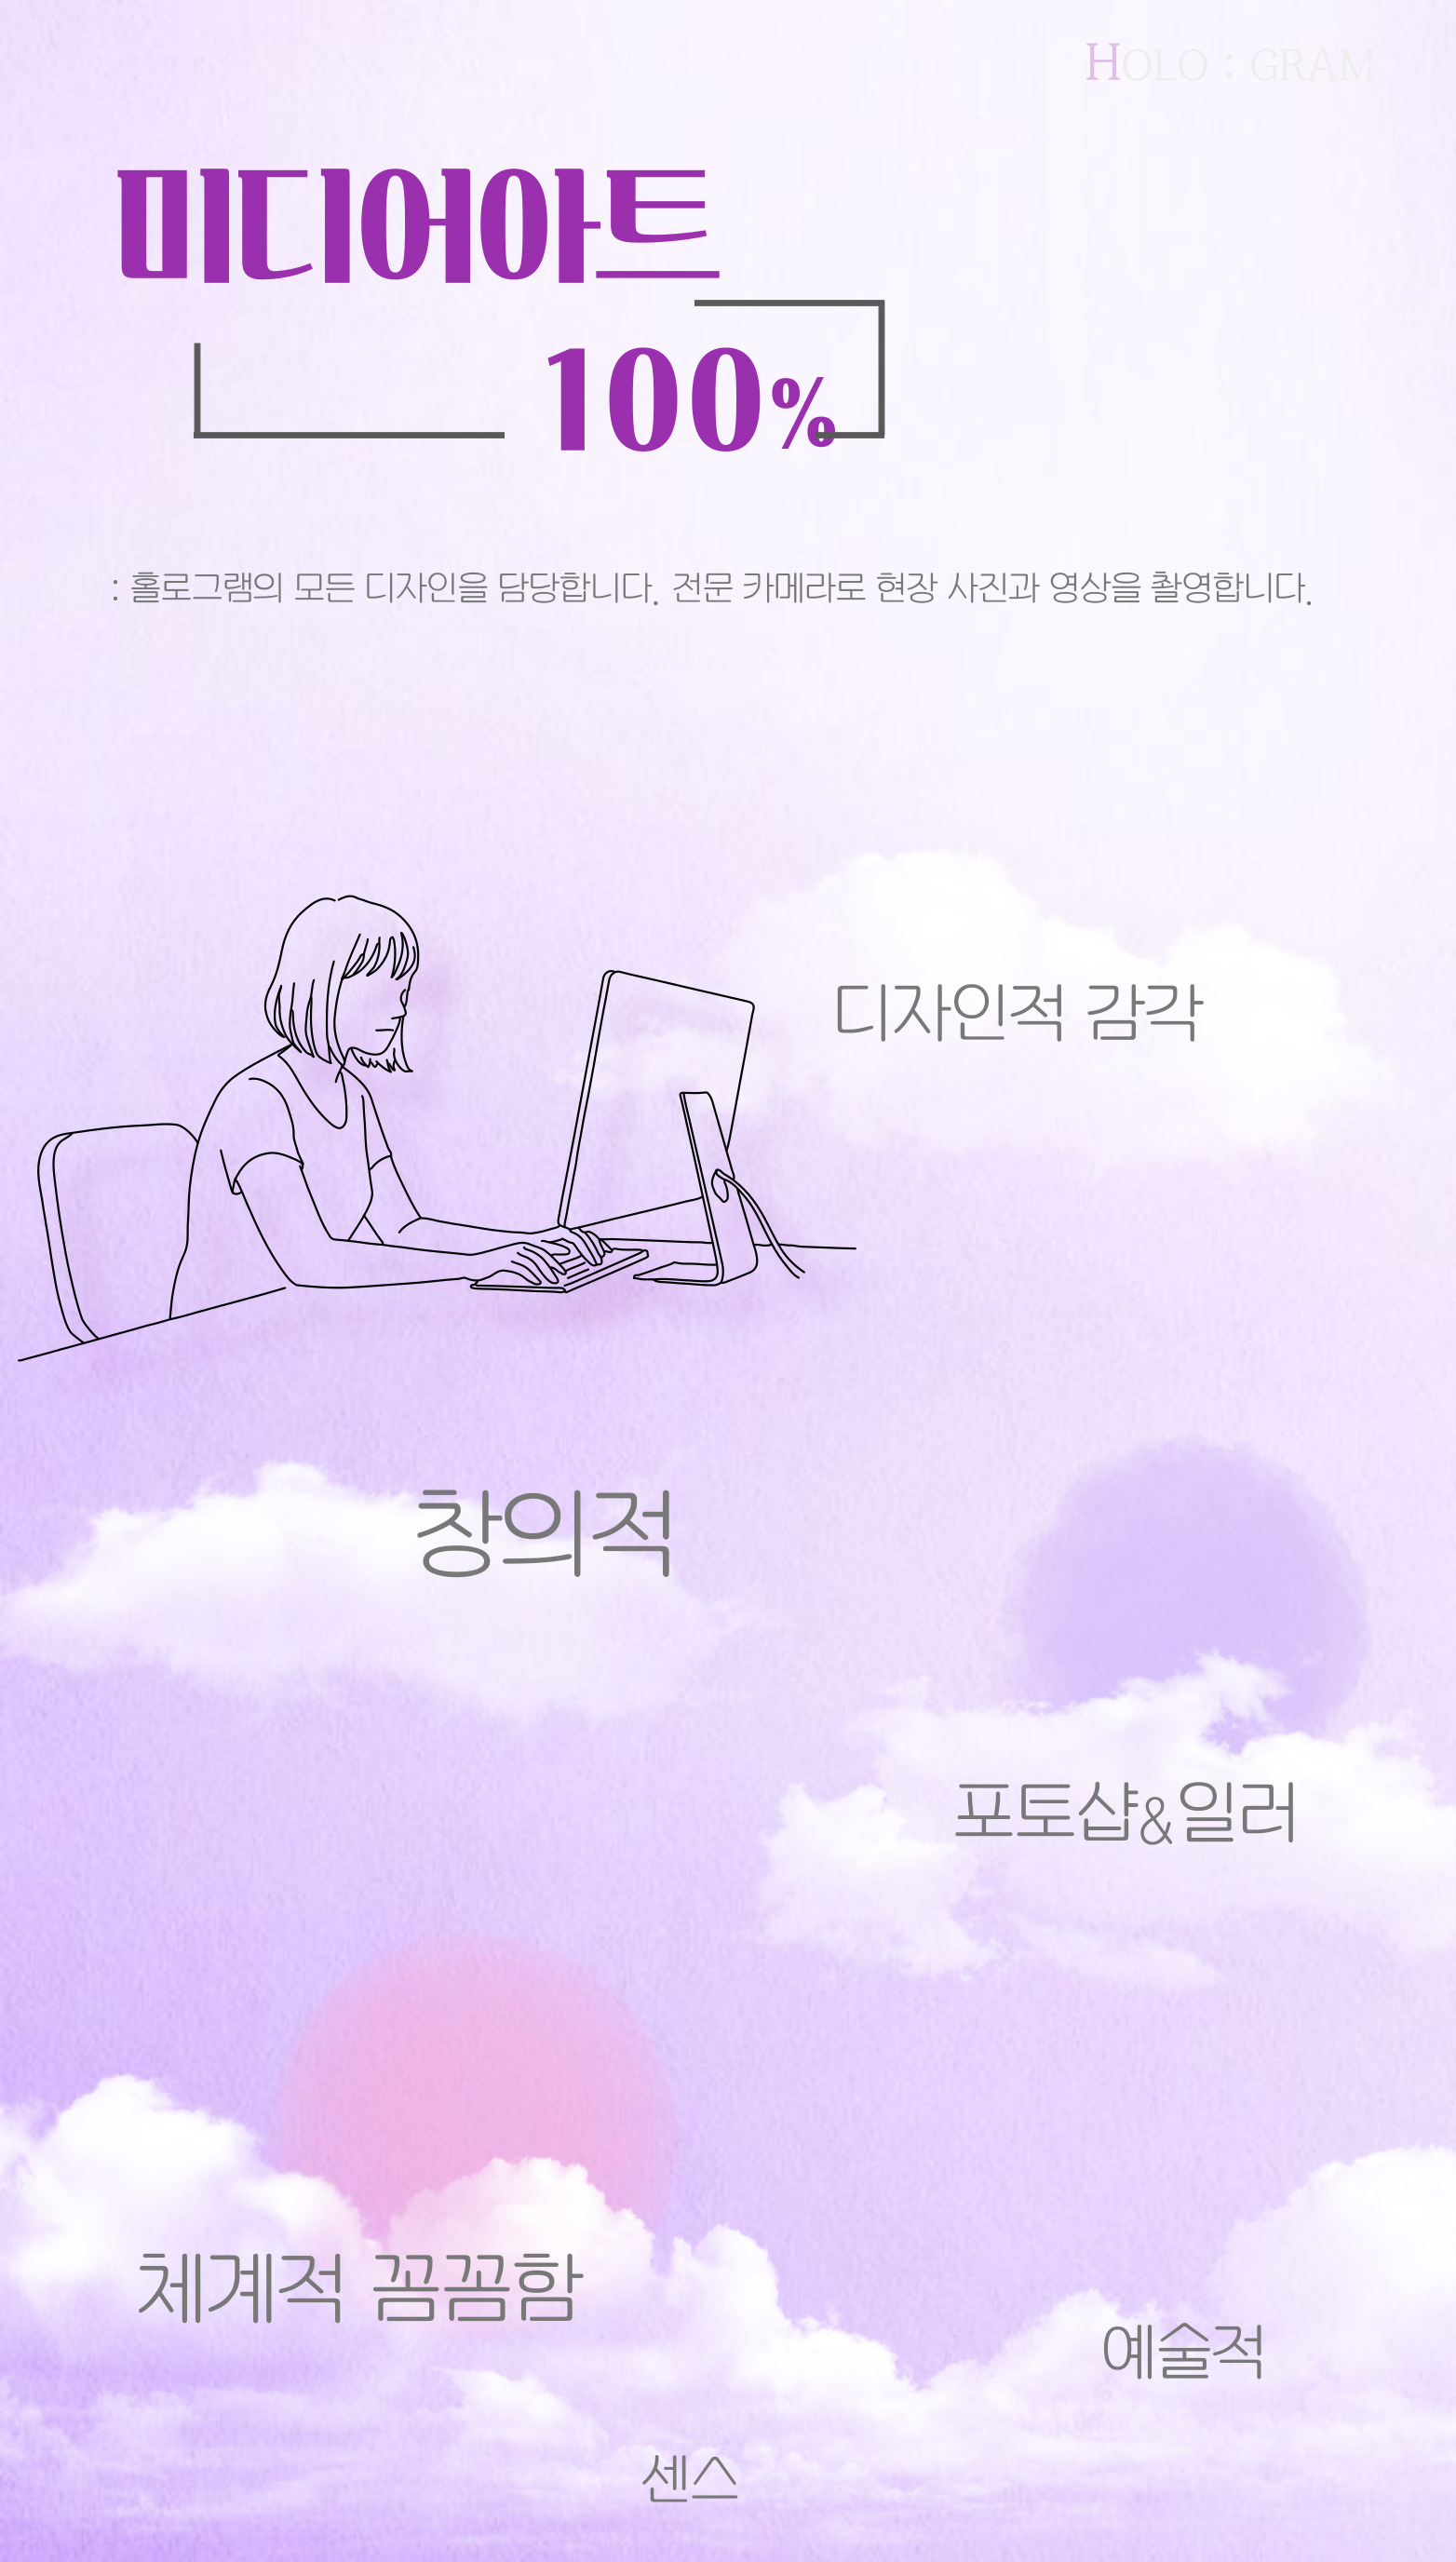 HOLO : GRAM
미디어아트
100%
: 홀로그램의 모든 디자인을 담당합니다. 전문 카메라로 현장 사진과 영상을 촬영합니다.
디자인적 감각
창의적
포토샵&일러
체계적 꼼꼼함
예술적
센스